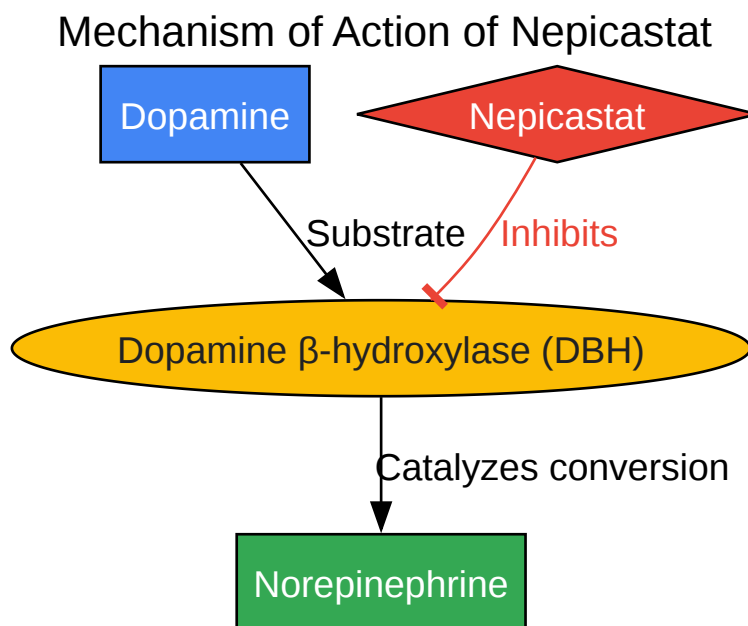 Mechanism of Action of Nepicastat
Dopamine
Nepicastat
Substrate
Inhibits
Dopamine β-hydroxylase (DBH)
Catalyzes conversion
Norepinephrine